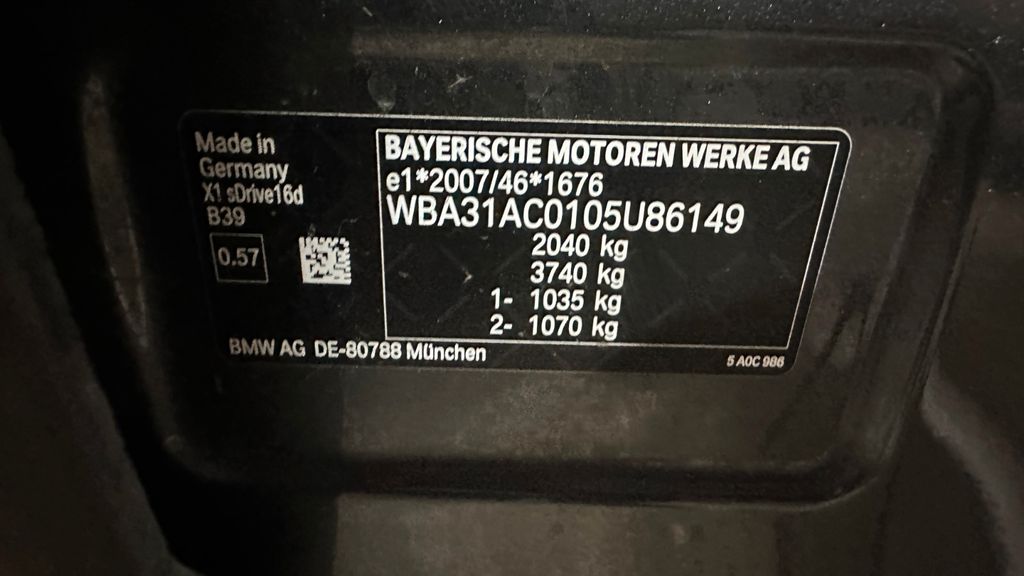 Made in
Germany
X1 sDrive16d
B39
0.57
BMW AG DE-80788 München
BAYERISCHE MOTOREN WERKE AG
e1*2007/46*1676
WBA31AC0105U86149
2040 kg
3740 kg
1- 1035 kg
2- 1070 kg
5 A0C 986